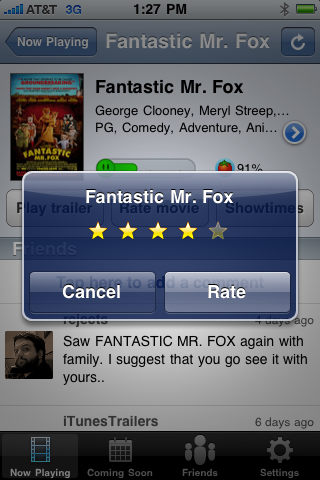 AT&T 3G 1:27 PM
Now Playing Fantastic Mr. Fox
Fantastic Mr. Fox
George Clooney, Meryl Streep,...
PG, Comedy, Adventure, Ani...
91%
Fantastic Mr. Fox
Play trailer Rate movie Showtimes
Friends
Tap here to add a comment
Cancel Rate
rejects 4 days ago
Saw FANTASTIC MR. FOX again with
family. I suggest that you go see it with
yours..
iTunesTrailers 6 days ago
Now Playing Coming Soon Friends Settings